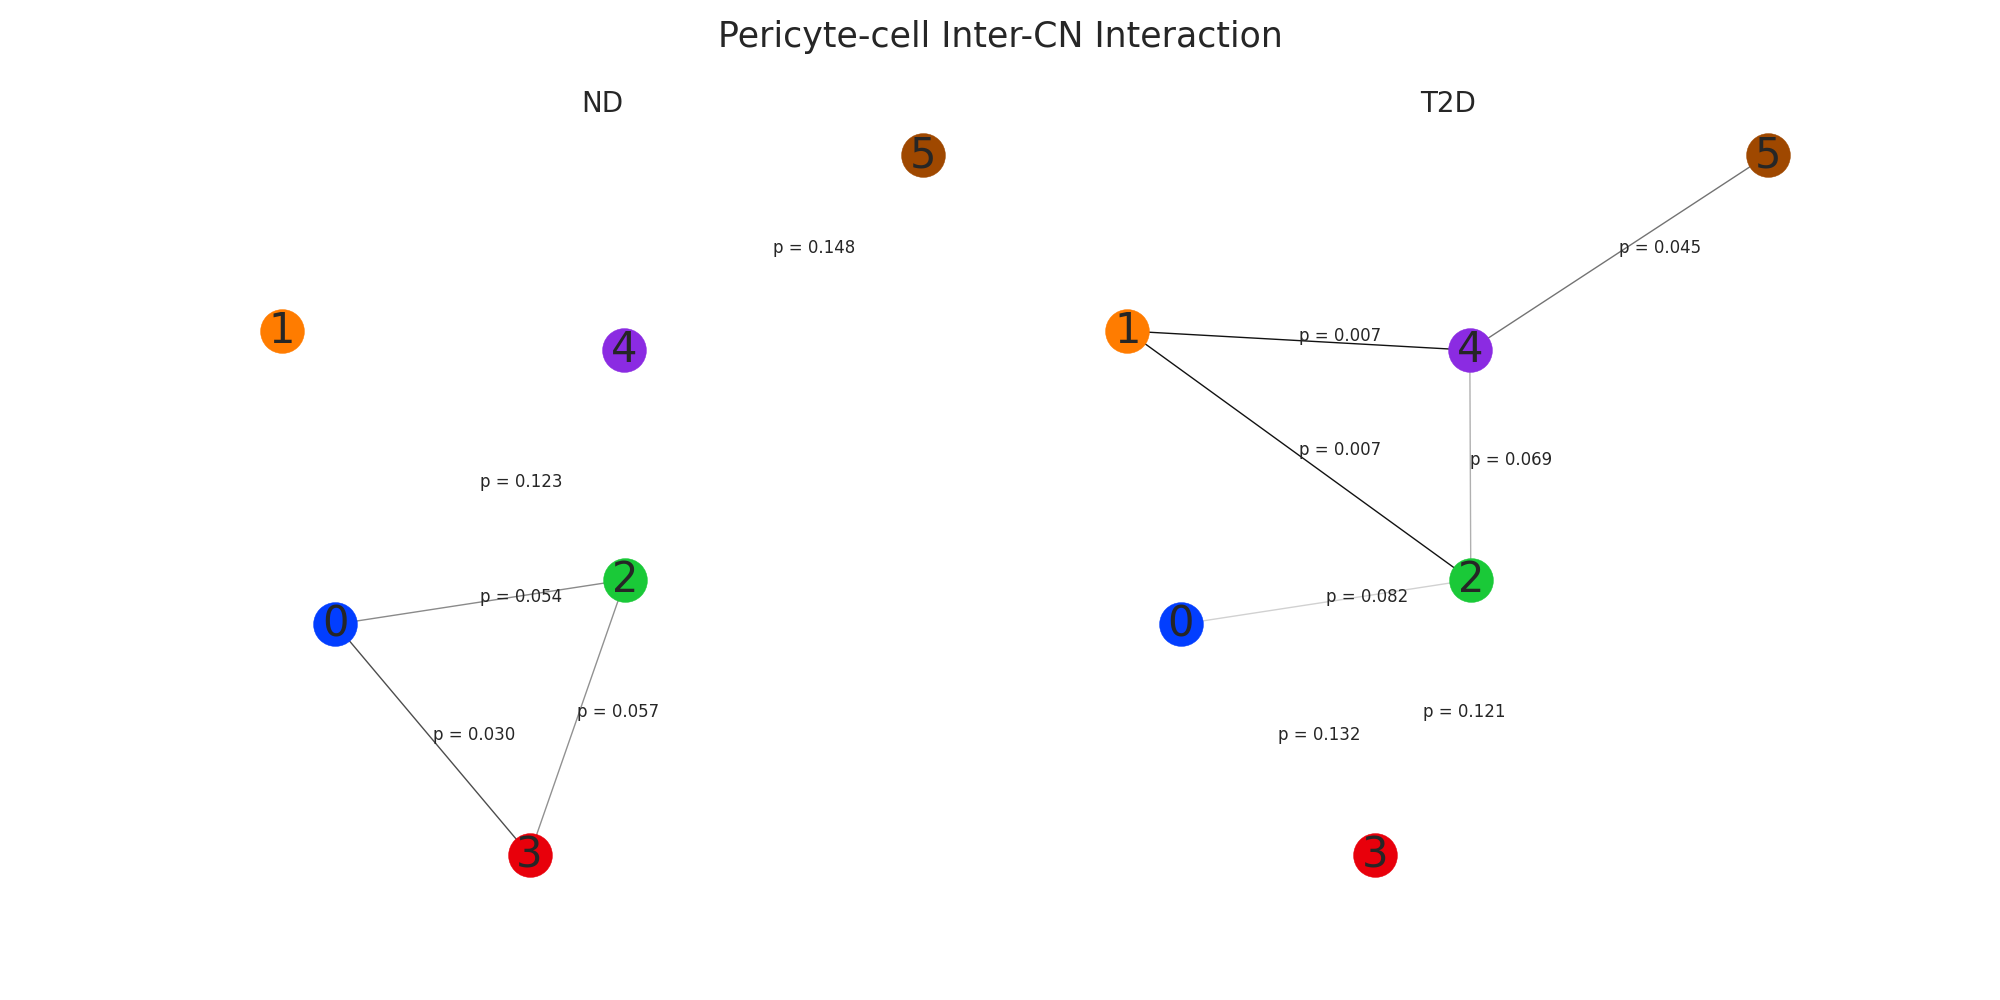 Pericyte-cell Inter-CN Interaction
ND
5
p = 0.148
1
4
p = 0.123
2
p = 0.054
0
p = 0.057
p = 0.030
3
T2D
5
p = 0.045
1
p = 0.007
4
p = 0.007
p = 0.069
2
p = 0.082
0
p = 0.121
p = 0.132
3